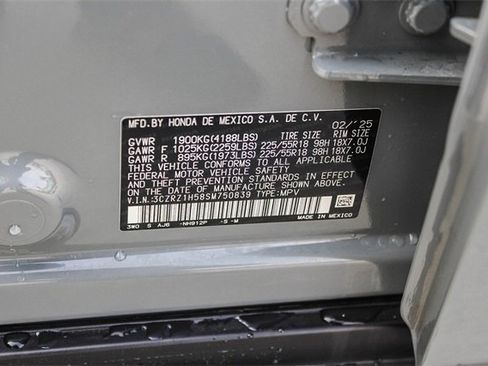 MFD.BY HONDA DE MEXICO S.A. DE C.V. 02/'25
GVWR 1900KG(4188LBS) TIRE SIZE RIM SIZE
GAWR F 1025KG(2259LBS) 225/55R18 98H 18X7.0J
GAWR R 895KG(1973LBS) 225/55R18 98H 18X7.0J
THIS VEHICLE CONFORMS TO ALL APPLICABLE
FEDERAL MOTOR VEHICLE SAFETY STANDARDS IN EFFECT
ON THE DATE OF MANUFACTURE SHOWN ABOVE.
V.I.N.:3CZRZ1H58SM750839 TYPE:MPV
3W0 S AJ6 -NH912P -S -M MADE IN MEXICO